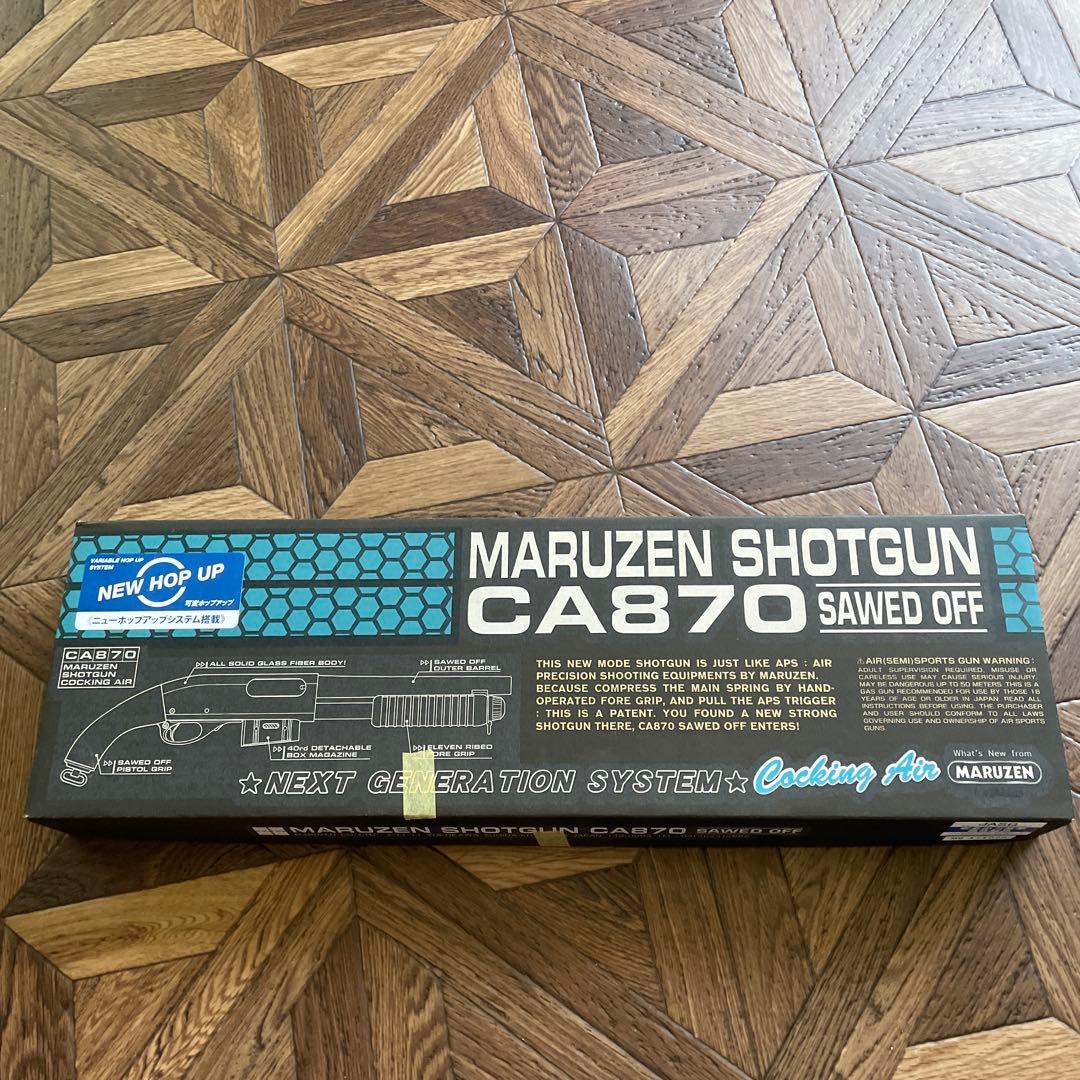 VARIABLE HOP UP
SYSTEM
NEW HOP UP
可変ホップアップ
《ニューホップアップシステム搭載》
MARUZEN SHOTGUN
CA870 SAWED OFF
CA870
MARUZEN
SHOTGUN
COCKING AIR
ALL SOLID GLASS FIBER BODY!
SAWED OFF
OUTER BARREL
SAWED OFF
PISTOL GRIP
40rd DETACHABLE
BOX MAGAZINE
ELEVEN RIBED
FORE GRIP
THIS NEW MODE SHOTGUN IS JUST LIKE APS : AIR
PRECISION SHOOTING EQUIPMENTS BY MARUZEN.
BECAUSE COMPRESS THE MAIN SPRING BY HAND-
OPERATED FORE GRIP, AND PULL THE APS TRIGGER
: THIS IS A PATENT. YOU FOUND A NEW STRONG
SHOTGUN THERE, CA870 SAWED OFF ENTERS!
⚠ AIR(SEMI)SPORTS GUN WARNING:
ADULT SUPERVISION REQUIRED. MISUSE OR
CARELESS USE MAY CAUSE SERIOUS INJURY.
MAY BE DANGEROUS UP TO 50 METERS. THIS IS A
GAS GUN RECOMMENDED FOR USE BY THOSE 18
YEARS OF AGE OR OLDER IN JAPAN. READ ALL
INSTRUCTIONS BEFORE USING. THE PURCHASER
AND USER SHOULD CONFORM TO ALL LAWS
GOVERNING USE AND OWNERSHIP OF AIR SPORTS
GUNS.
★NEXT GENERATION SYSTEM★
Cocking Air
What's New from
MARUZEN
MARUZEN SHOTGUN CA870 SAWED OFF